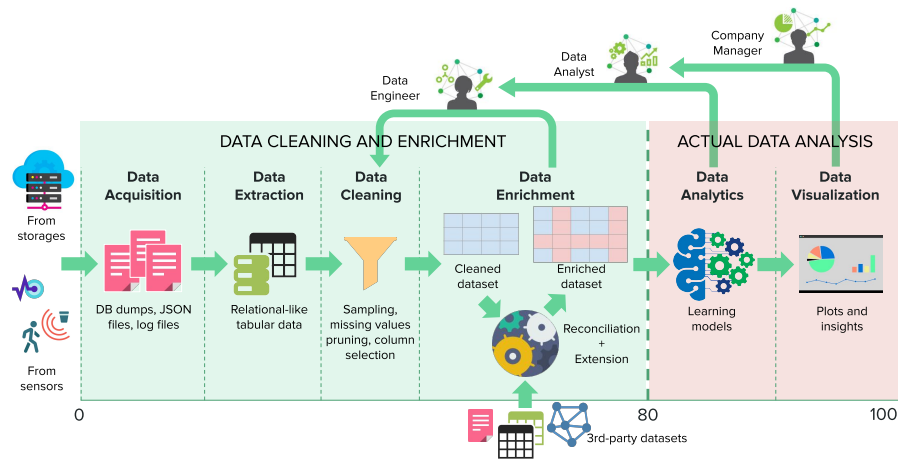 Company
Manager
Data
Analyst
Data
Engineer
DATA CLEANING AND ENRICHMENT
ACTUAL DATA ANALYSIS
Data
Acquisition
Data
Extraction
Data
Cleaning
Data
Enrichment
Data
Analytics
Data
Visualization
From
storages
From
sensors
DB dumps, JSON
files, log files
Relational-like
tabular data
Sampling,
missing values
pruning, column
selection
Cleaned
dataset
Enriched
dataset
Reconciliation
+
Extension
Learning
models
Plots and
insights
0
80
100
3rd-party datasets